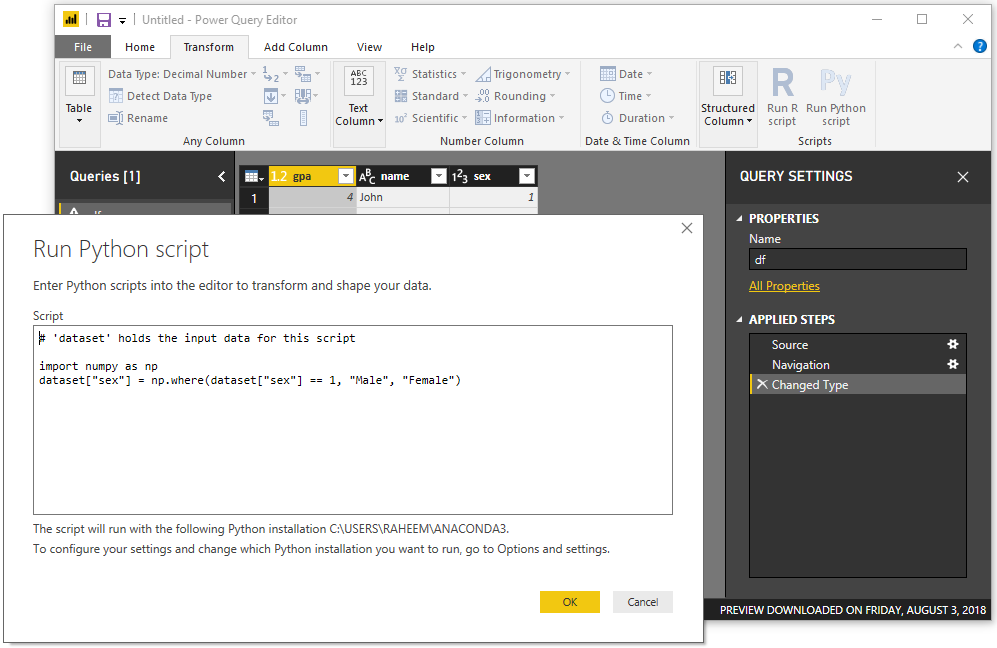 Untitled - Power Query Editor
File Home Transform Add Column View Help
Table
Data Type: Decimal Number
Detect Data Type
Rename
1
2
Any Column
ABC
123
Text
Column
Statistics
Standard
Scientific
Trigonometry
Rounding
Information
Number Column
Date
Time
Duration
Date & Time Column
Structured
Column
R
Run R
script
Py
Run Python
script
Scripts
Queries [1]
1.2 gpa ABC name 123 sex
1 4 John 1
QUERY SETTINGS
PROPERTIES
Name
df
All Properties
APPLIED STEPS
Source
Navigation
Changed Type
Run Python script
Enter Python scripts into the editor to transform and shape your data.
Script
# 'dataset' holds the input data for this script
import numpy as np
dataset["sex"] = np.where(dataset["sex"] == 1, "Male", "Female")
The script will run with the following Python installation C:\USERS\RAHEEM\ANACONDA3.
To configure your settings and change which Python installation you want to run, go to Options and settings.
OK Cancel
PREVIEW DOWNLOADED ON FRIDAY, AUGUST 3, 2018